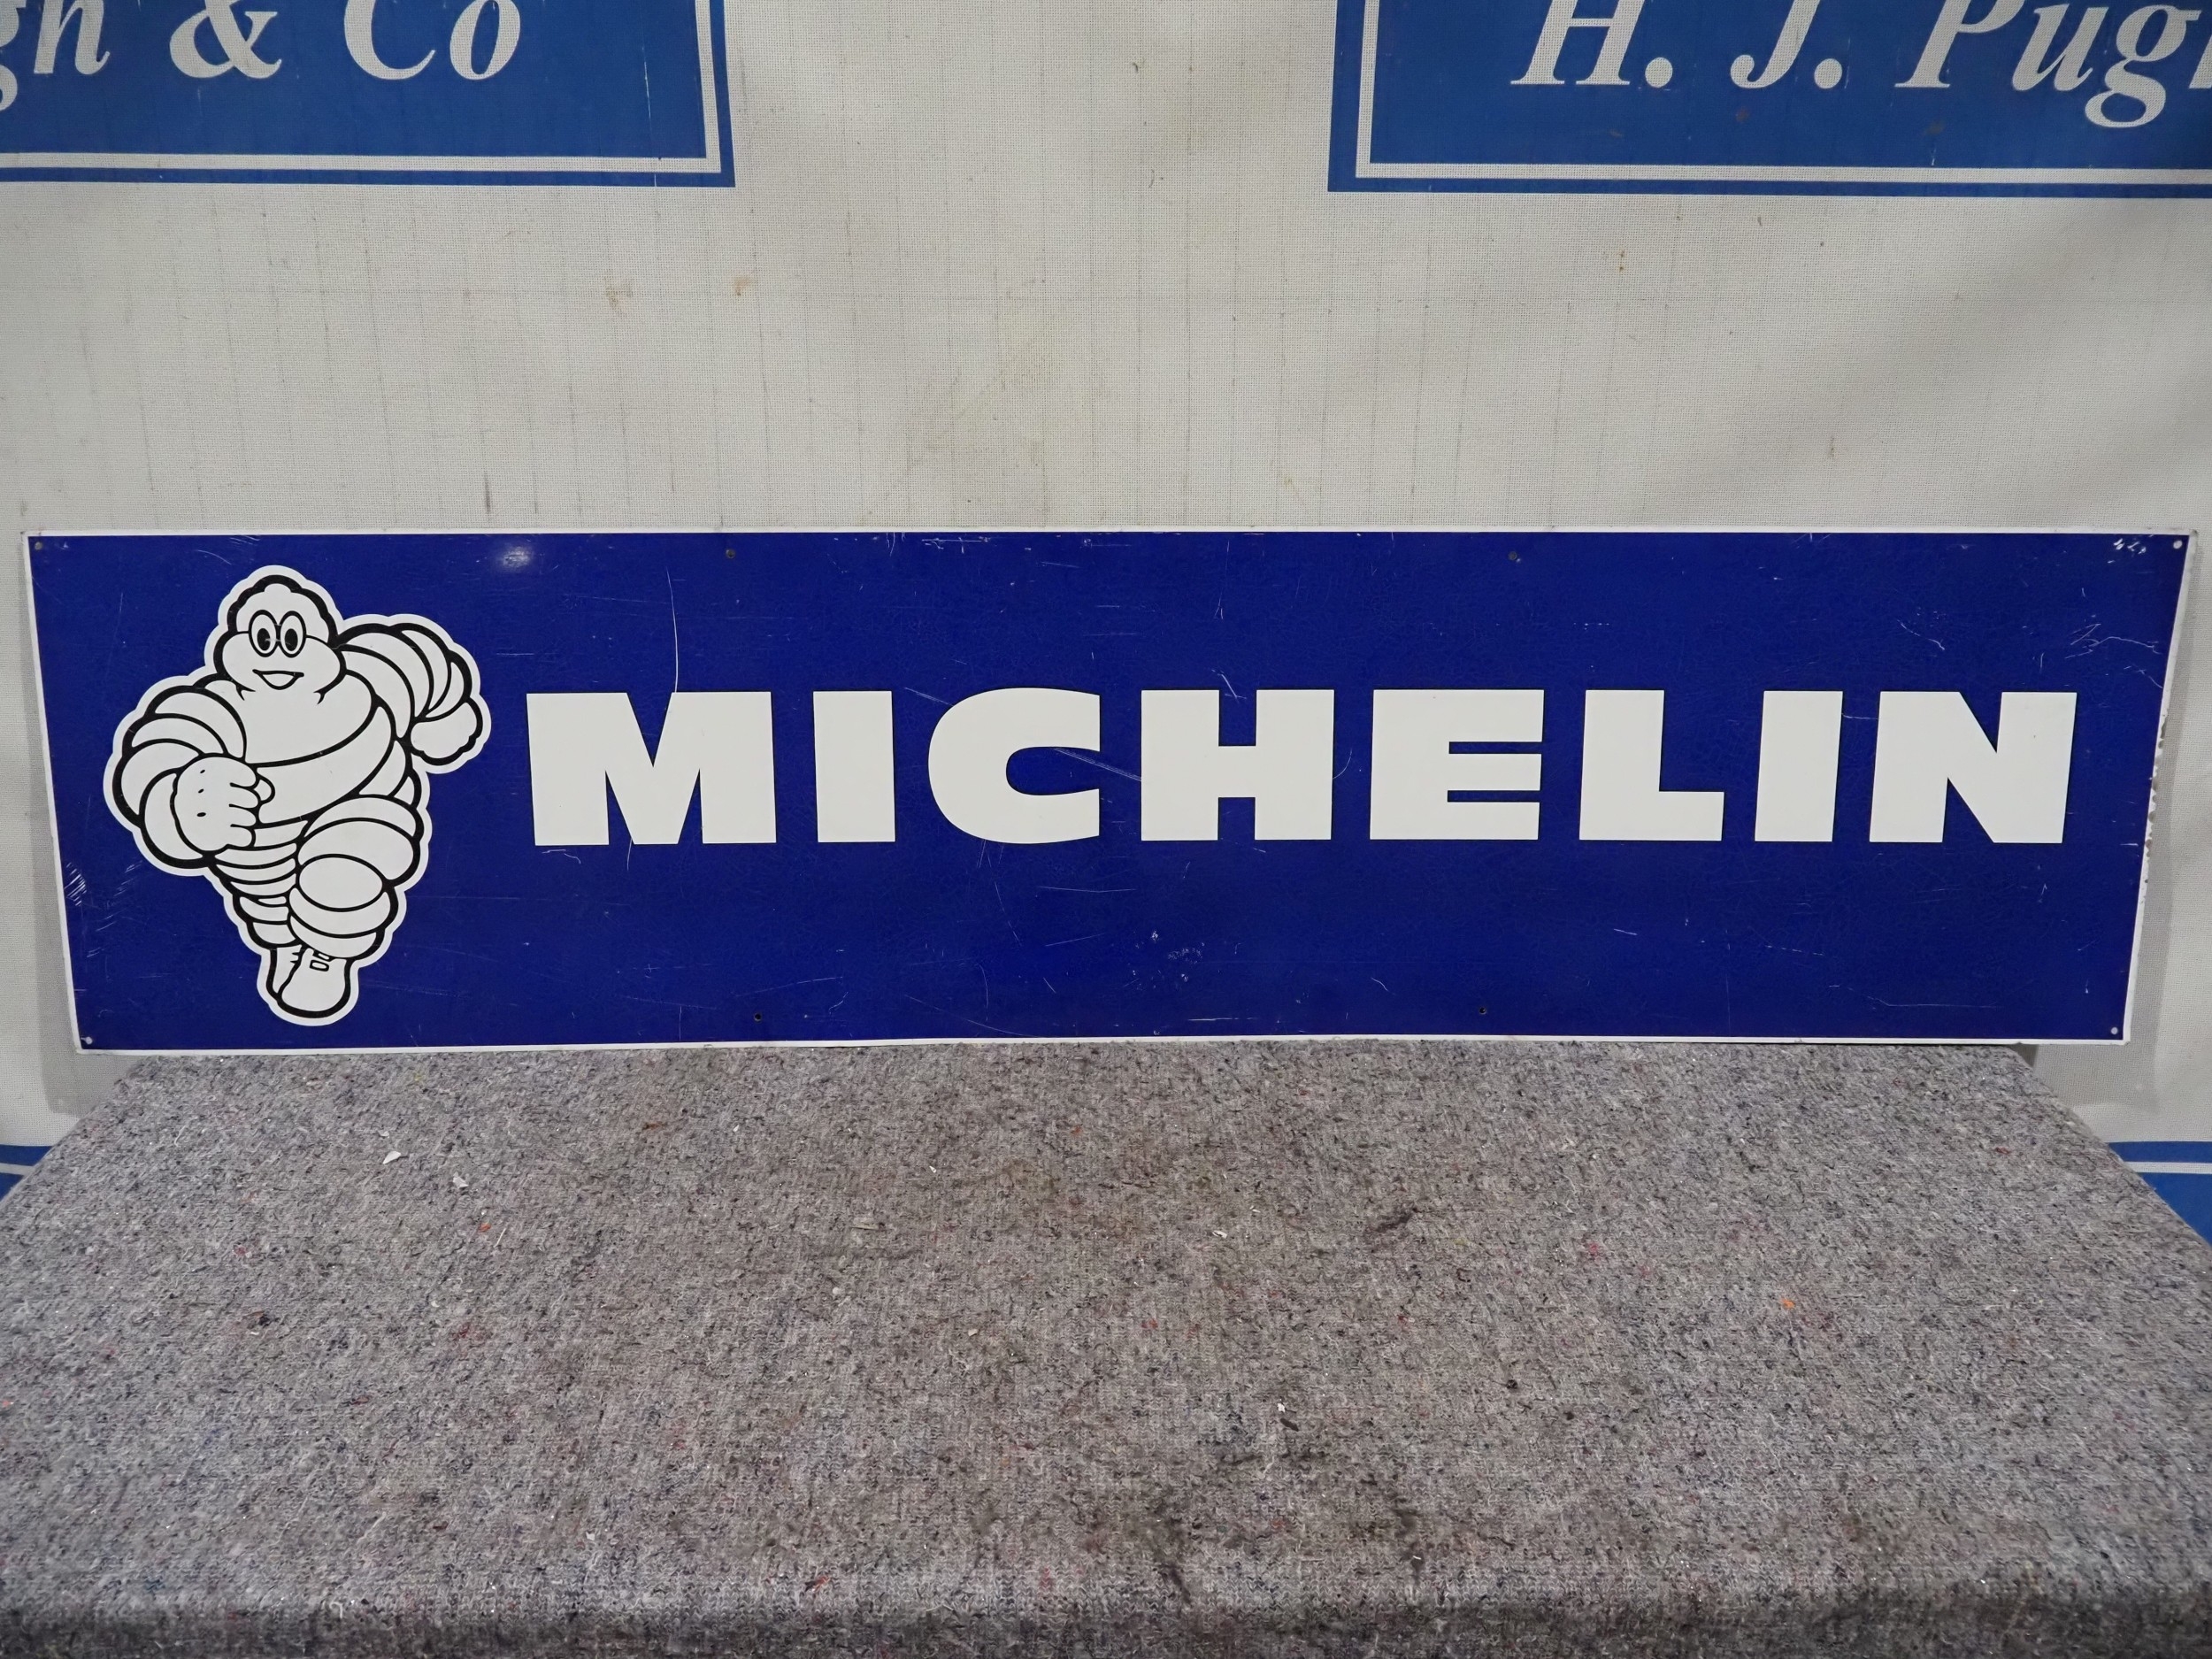 gh & Co
H. J. Pug
MICHELIN